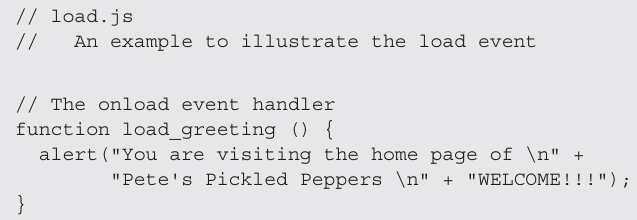 // load.js
//   An example to illustrate the load event
// The onload event handler
function load_greeting () {
  alert("You are visiting the home page of \n" +
        "Pete's Pickled Peppers \n" + "WELCOME!!!");
}